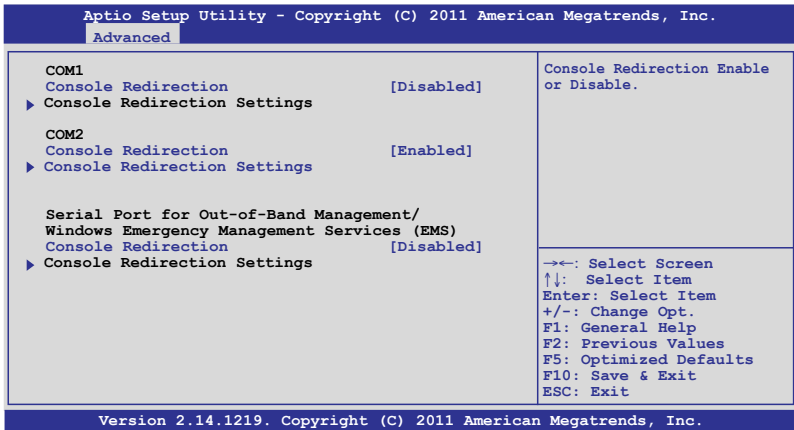 Aptio Setup Utility - Copyright (C) 2011 American Megatrends, Inc.
Advanced
COM1
Console Redirection [Disabled]
Console Redirection Settings
COM2
Console Redirection [Enabled]
Console Redirection Settings
Serial Port for Out-of-Band Management/
Windows Emergency Management Services (EMS)
Console Redirection [Disabled]
Console Redirection Settings
Console Redirection Enable
or Disable.
→←: Select Screen
↑↓: Select Item
Enter: Select Item
+/-: Change Opt.
F1: General Help
F2: Previous Values
F5: Optimized Defaults
F10: Save & Exit
ESC: Exit
Version 2.14.1219. Copyright (C) 2011 American Megatrends, Inc.